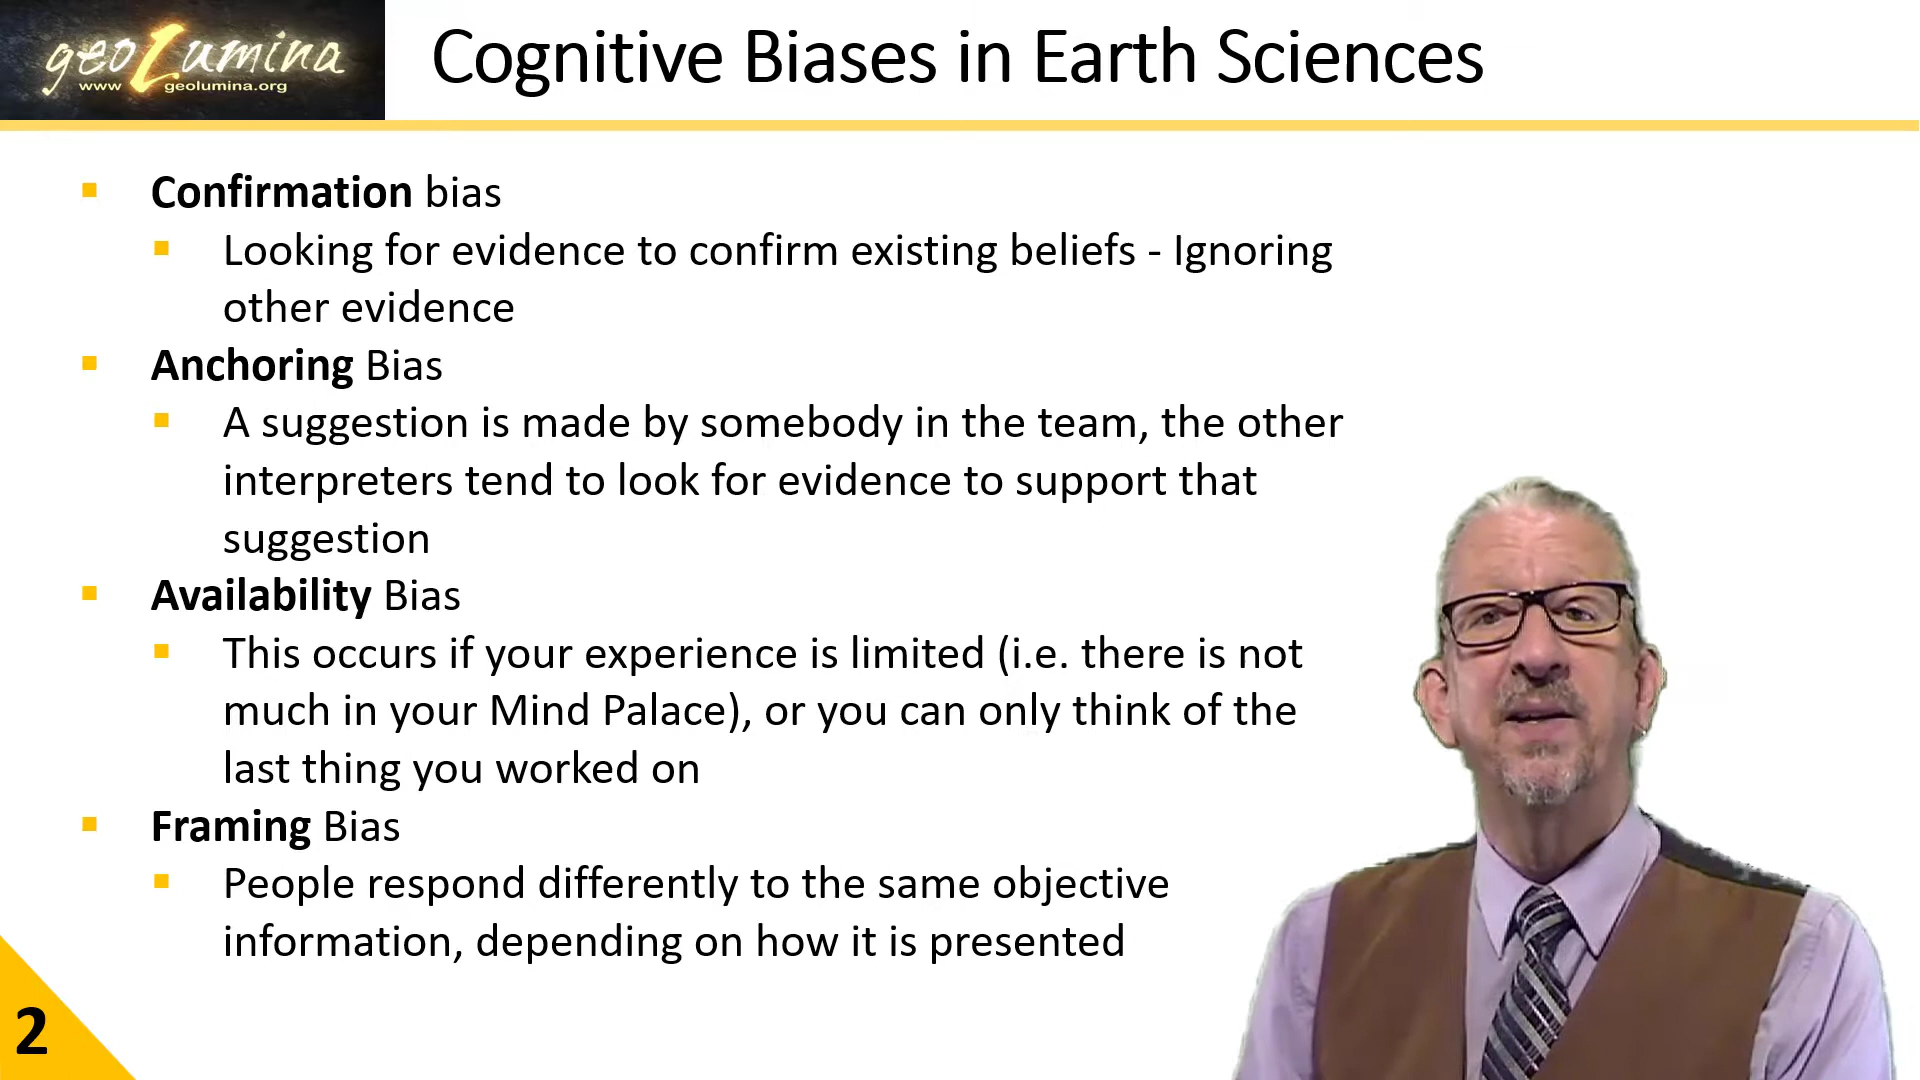 geoLumina
www geolumina.org
Cognitive Biases in Earth Sciences
Confirmation bias
Looking for evidence to confirm existing beliefs - Ignoring
other evidence
Anchoring Bias
A suggestion is made by somebody in the team, the other
interpreters tend to look for evidence to support that
suggestion
Availability Bias
This occurs if your experience is limited (i.e. there is not
much in your Mind Palace), or you can only think of the
last thing you worked on
Framing Bias
People respond differently to the same objective
information, depending on how it is presented
2